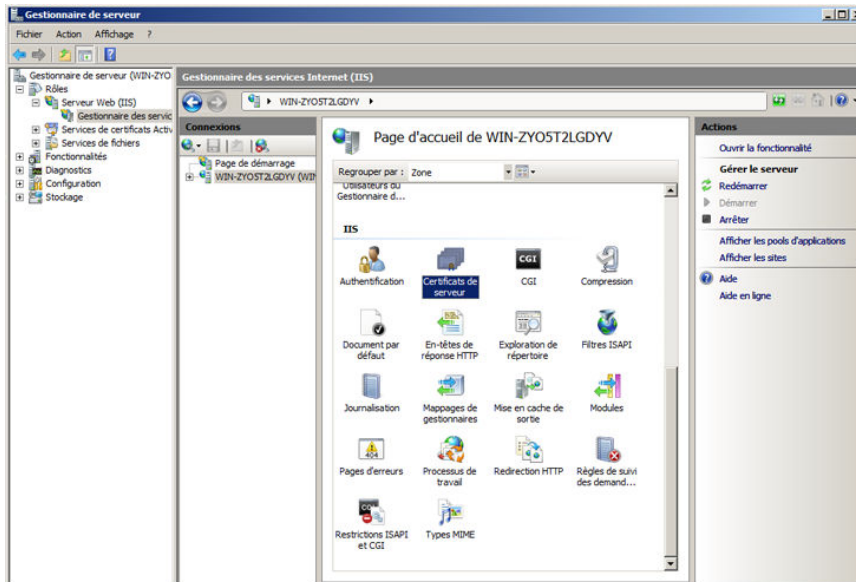 Gestionnaire de serveur
Fichier Action Affichage ?
Gestionnaire de serveur (WIN-ZYO
Rôles
Serveur Web (IIS)
Gestionnaire des servic
Services de certificats Activ
Services de fichiers
Fonctionnalités
Diagnostics
Configuration
Stockage
Gestionnaire des services Internet (IIS)
WIN-ZYO5T2LGDYV
Connexions
Page de démarrage
WIN-ZYO5T2LGDYV (WIN
Page d'accueil de WIN-ZYO5T2LGDYV
Regrouper par : Zone
Utilisateurs du
Gestionnaire d...
IIS
Authentification
Certificats de
serveur
CGI
CGI
Compression
Document par
défaut
En-têtes de
réponse HTTP
Exploration de
répertoire
Filtres ISAPI
Journalisation
Mappages de
gestionnaires
Mise en cache de
sortie
Modules
404
Pages d'erreurs
Processus de
travail
Redirection HTTP
Règles de suivi
des demand...
CGI
Restrictions ISAPI
et CGI
Types MIME
Actions
Ouvrir la fonctionnalité
Gérer le serveur
Redémarrer
Démarrer
Arrêter
Afficher les pools d'applications
Afficher les sites
Aide
Aide en ligne